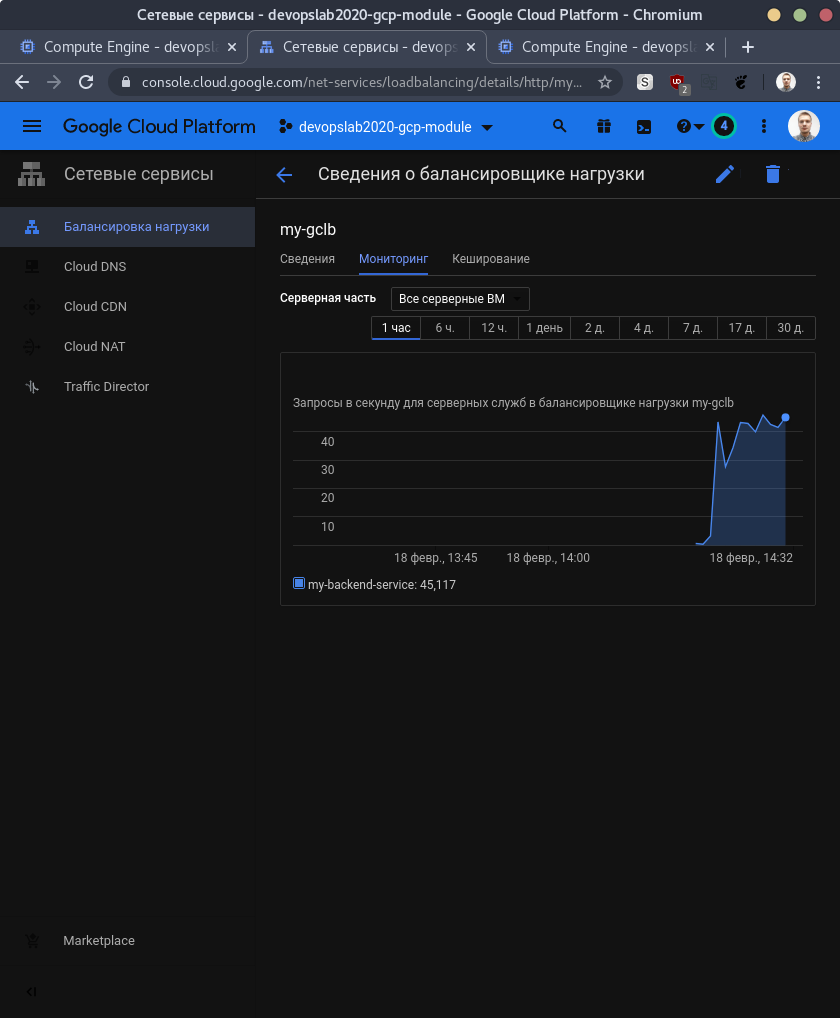 Сетевые сервисы - devopslab2020-gcp-module - Google Cloud Platform - Chromium
Compute Engine - devopsla
Сетевые сервисы - devops
Compute Engine - devopsla
console.cloud.google.com/net-services/loadbalancing/details/http/my...
S
UD
2
Google Cloud Platform
devopslab2020-gcp-module
?
4
Сетевые сервисы
Сведения о балансировщике нагрузки
Балансировка нагрузки
Cloud DNS
Cloud CDN
Cloud NAT
Traffic Director
Marketplace
my-gclb
Сведения
Мониторинг
Кеширование
Серверная часть
Все серверные ВМ
1 час
6 ч.
12 ч.
1 день
2 д.
4 д.
7 д.
17 д.
30 д.
Запросы в секунду для серверных служб в балансировщике нагрузки my-gclb
40
30
20
10
18 февр., 13:45
18 февр., 14:00
18 февр., 14:32
my-backend-service: 45,117